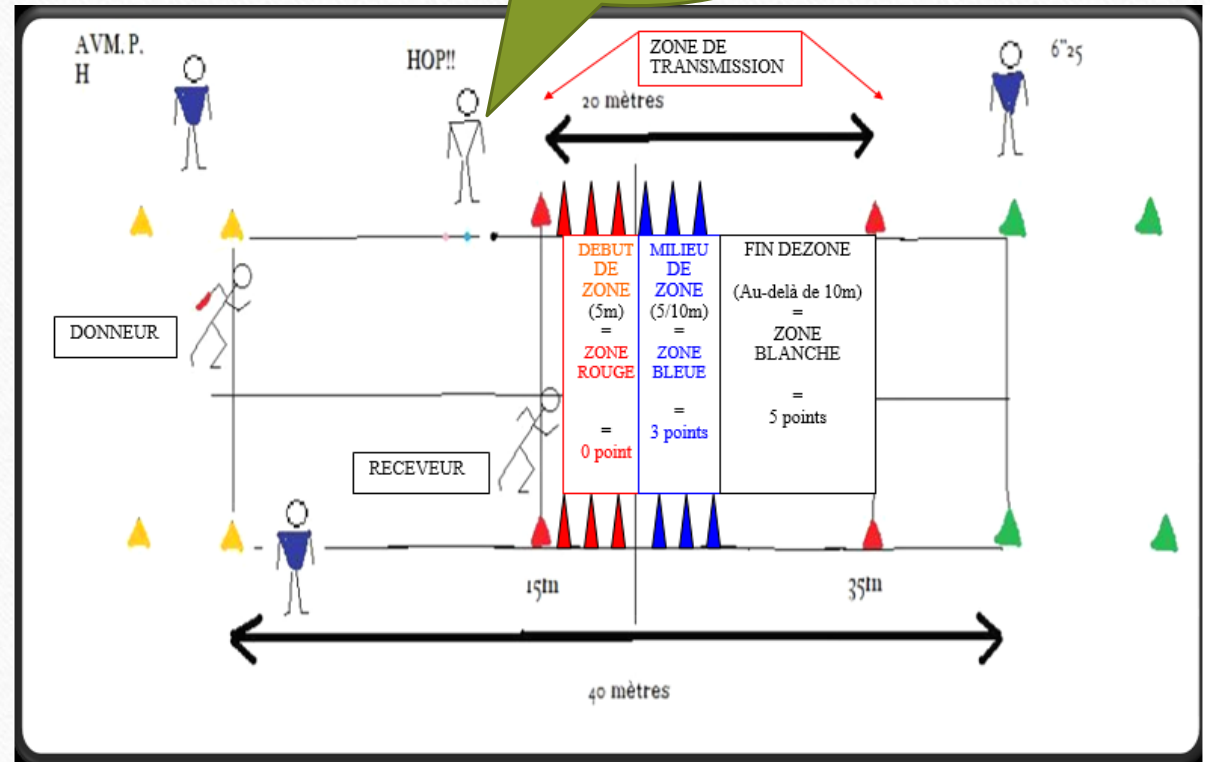 AVM. P.
H
HOP!!
ZONE DE
TRANSMISSION
6"25
20 mètres
DEBUT
DE
ZONE
(5m)
=
ZONE
ROUGE
=
0 point
MILIEU
DE
ZONE
(5/10m)
=
ZONE
BLEUE
=
3 points
FIN DEZONE
(Au-delà de 10m)
=
ZONE
BLANCHE
=
5 points
DONNEUR
RECEVEUR
15m
35m
40 mètres